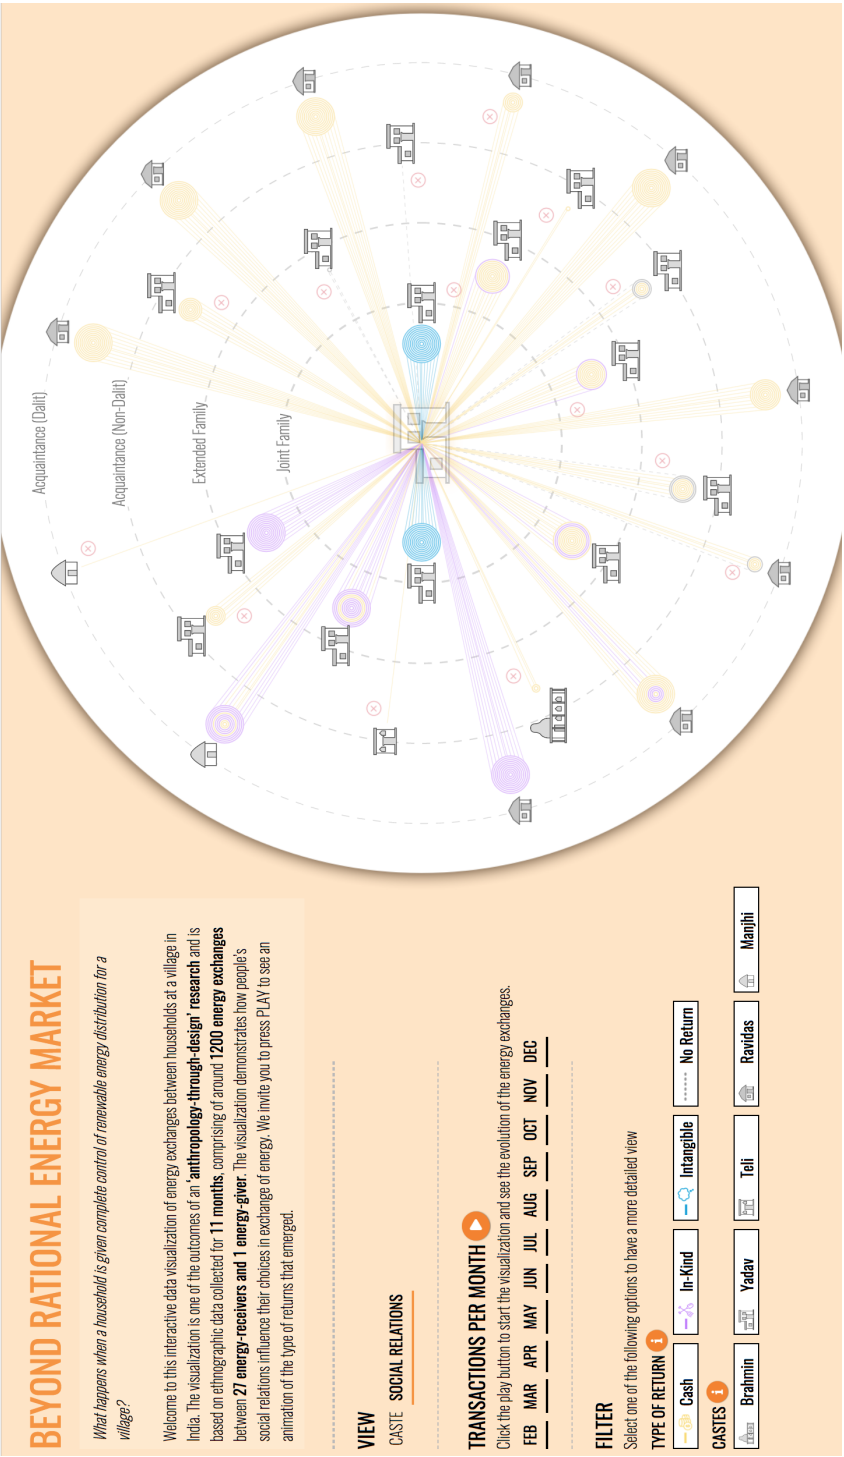 BEYOND RATIONAL ENERGY MARKET
What happens when a household is given complete control of renewable energy distribution for a
village?
Welcome to this interactive data visualization of energy exchanges between households at a village in
India. The visualization is one of the outcomes of an 'anthropology-through-design' research and is
based on ethnographic data collected for 11 months, comprising of around 1200 energy exchanges
between 27 energy-receivers and 1 energy-giver. The visualization demonstrates how people's
social relations influence their choices in exchange of energy. We invite you to press PLAY to see an
animation of the type of returns that emerged.
VIEW
CASTE SOCIAL RELATIONS
TRANSACTIONS PER MONTH
Click the play button to start the visualization and see the evolution of the energy exchanges.
FEB MAR APR MAY JUN JUL AUG SEP OCT NOV DEC
FILTER
Select one of the following options to have a more detailed view
TYPE OF RETURN i
Cash In-Kind Intangible No Return
CASTES i
Brahmin Yadav Teli Ravidas Manjhi
Acquaintance (Dalit)
Acquaintance (Non-Dalit)
Extended Family
Joint Family